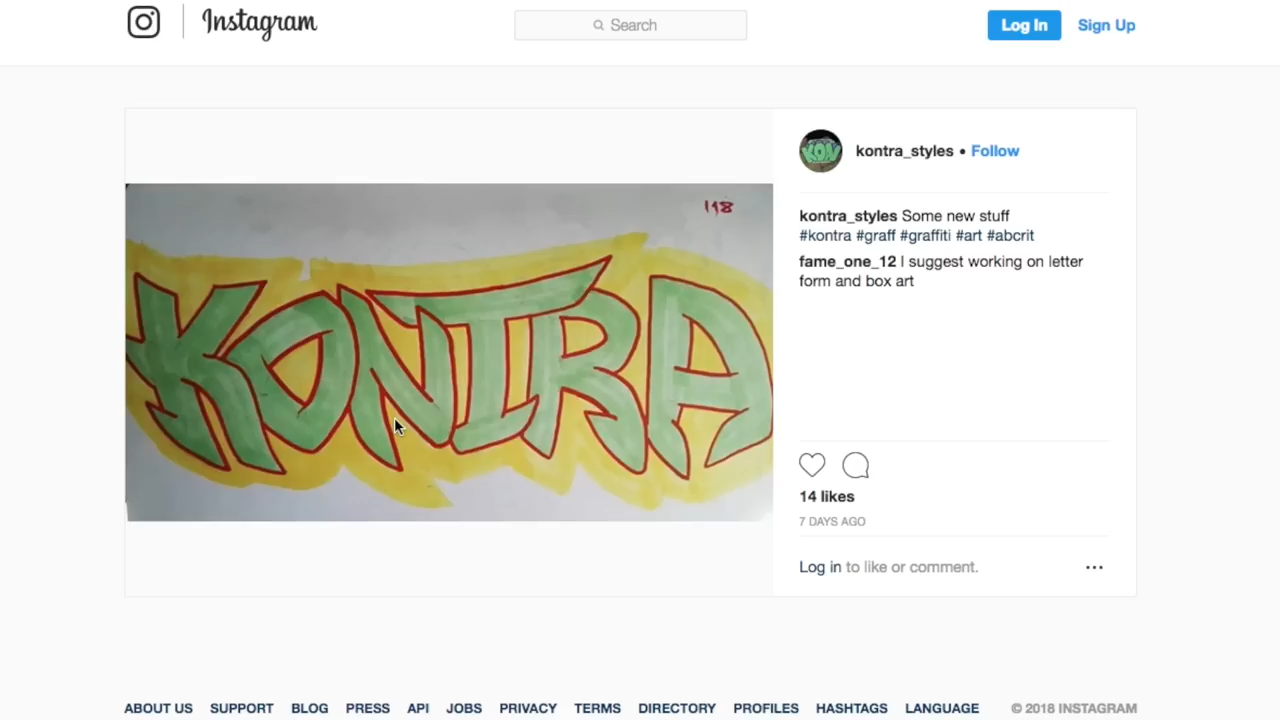 Instagram
Search
Log In
Sign Up
118
KONTRA
KON
kontra_styles • Follow
kontra_styles Some new stuff
#kontra #graff #graffiti #art #abcrit
fame_one_12 I suggest working on letter
form and box art
14 likes
7 DAYS AGO
Log in to like or comment.
ABOUT US SUPPORT BLOG PRESS API JOBS PRIVACY TERMS DIRECTORY PROFILES HASHTAGS LANGUAGE © 2018 INSTAGRAM